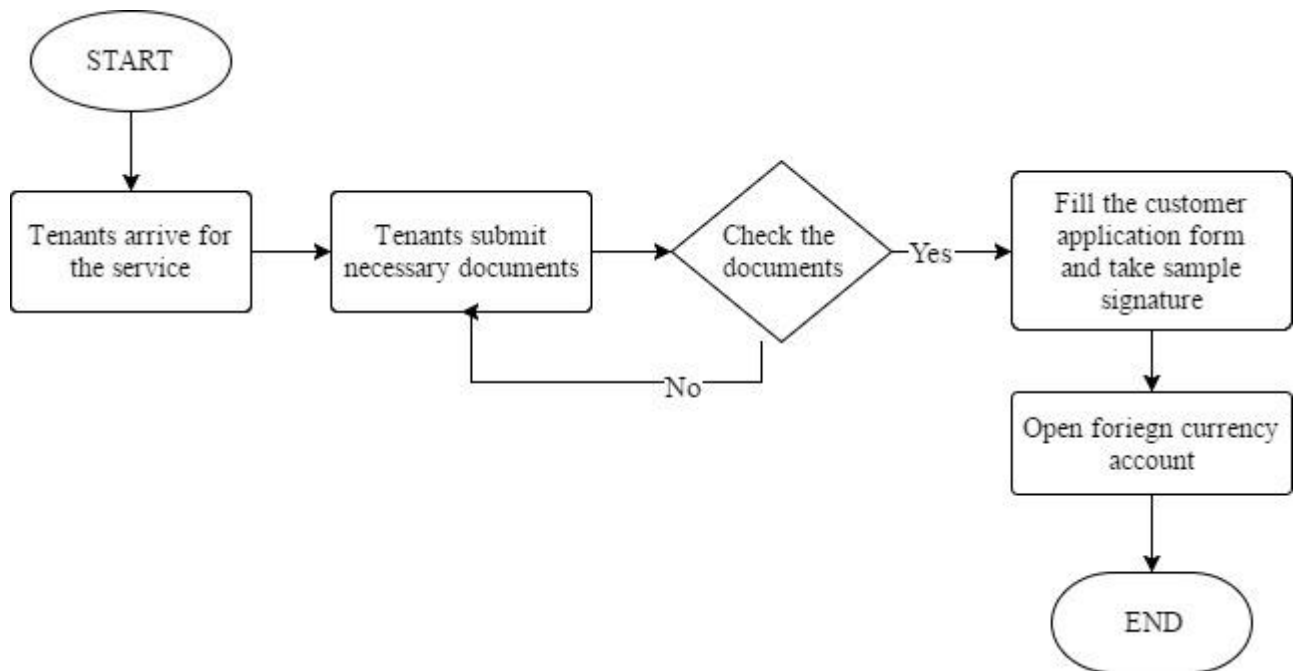 START
Tenants arrive for
the service
Tenants submit
necessary documents
Check the
documents
Yes
No
Fill the customer
application form
and take sample
signature
Open foriegn currency
account
END